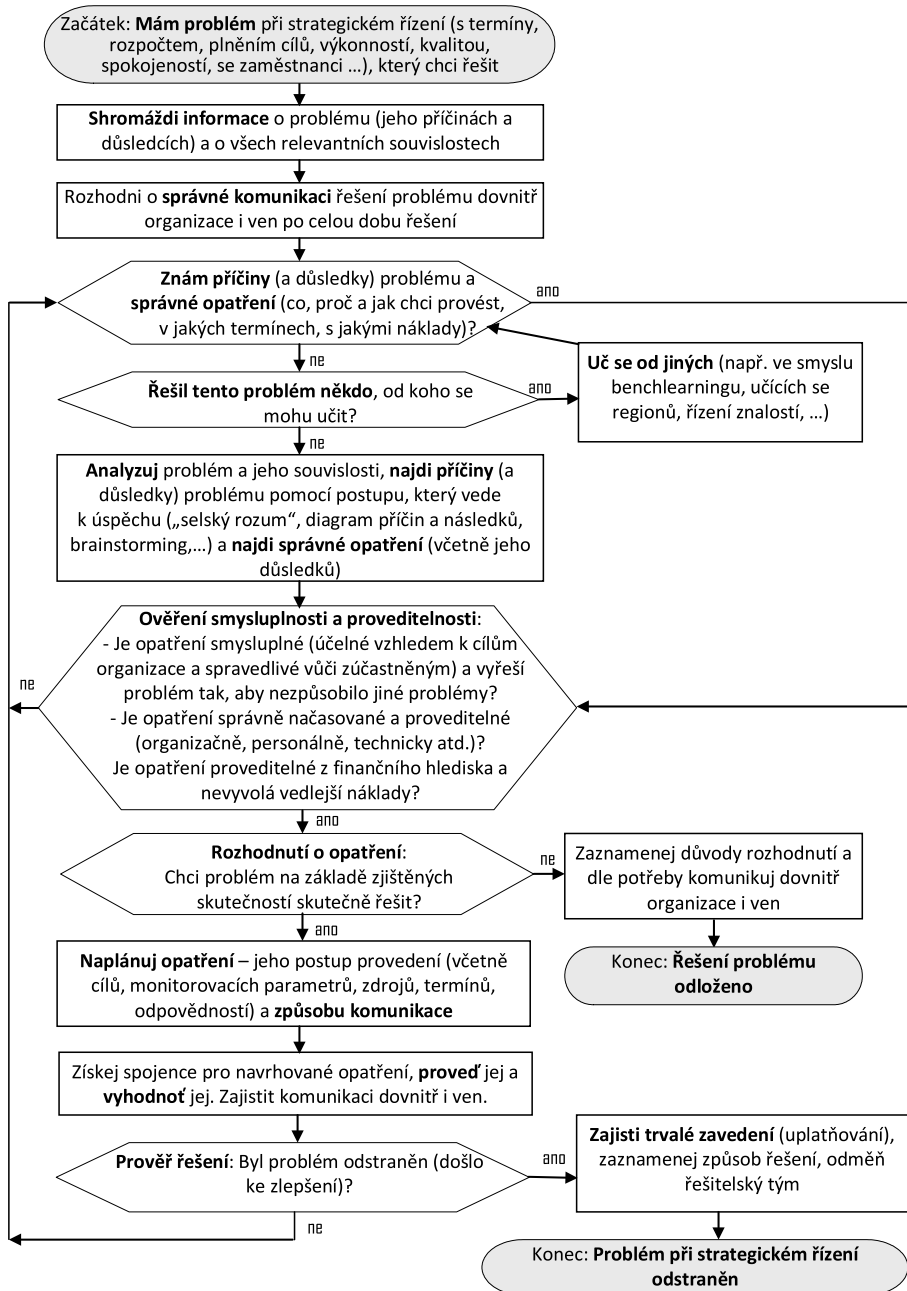 Začátek: Mám problém při strategickém řízení (s termíny,
rozpočtem, plněním cílů, výkonností, kvalitou,
spokojeností, se zaměstnanci ...), který chci řešit
Shromáždi informace o problému (jeho příčinách a
důsledcích) a o všech relevantních souvislostech
Rozhodni o správné komunikaci řešení problému dovnitř
organizace i ven po celou dobu řešení
Znám příčiny (a důsledky) problému a
správné opatření (co, proč a jak chci provést,
v jakých termínech, s jakými náklady)?
ano
ne
Řešil tento problém někdo, od koho se
mohu učit?
ano
Uč se od jiných (např. ve smyslu
benchlearningu, učících se
regionů, řízení znalostí, ...)
ne
Analyzuj problém a jeho souvislosti, najdi příčiny (a
důsledky) problému pomocí postupu, který vede
k úspěchu („selský rozum“, diagram příčin a následků,
brainstorming,...) a najdi správné opatření (včetně jeho
důsledků)
Ověření smysluplnosti a proveditelnosti:
- Je opatření smysluplné (účelné vzhledem k cílům
organizace a spravedlivé vůči zúčastněným) a vyřeší
problém tak, aby nezpůsobilo jiné problémy?
- Je opatření správně načasované a proveditelné
(organizačně, personálně, technicky atd.)?
Je opatření proveditelné z finančního hlediska a
nevyvolá vedlejší náklady?
ne
ano
Rozhodnutí o opatření:
Chci problém na základě zjištěných
skutečností skutečně řešit?
ne
Zaznamenej důvody rozhodnutí a
dle potřeby komunikuj dovnitř
organizace i ven
Konec: Řešení problému
odloženo
ano
Naplánuj opatření – jeho postup provedení (včetně
cílů, monitorovacích parametrů, zdrojů, termínů,
odpovědností) a způsobu komunikace
Získej spojence pro navrhované opatření, proveď jej a
vyhodnoť jej. Zajistit komunikaci dovnitř i ven.
Prověř řešení: Byl problém odstraněn (došlo
ke zlepšení)?
ano
Zajisti trvalé zavedení (uplatňování),
zaznamenej způsob řešení, odměň
řešitelský tým
ne
Konec: Problém při strategickém řízení
odstraněn